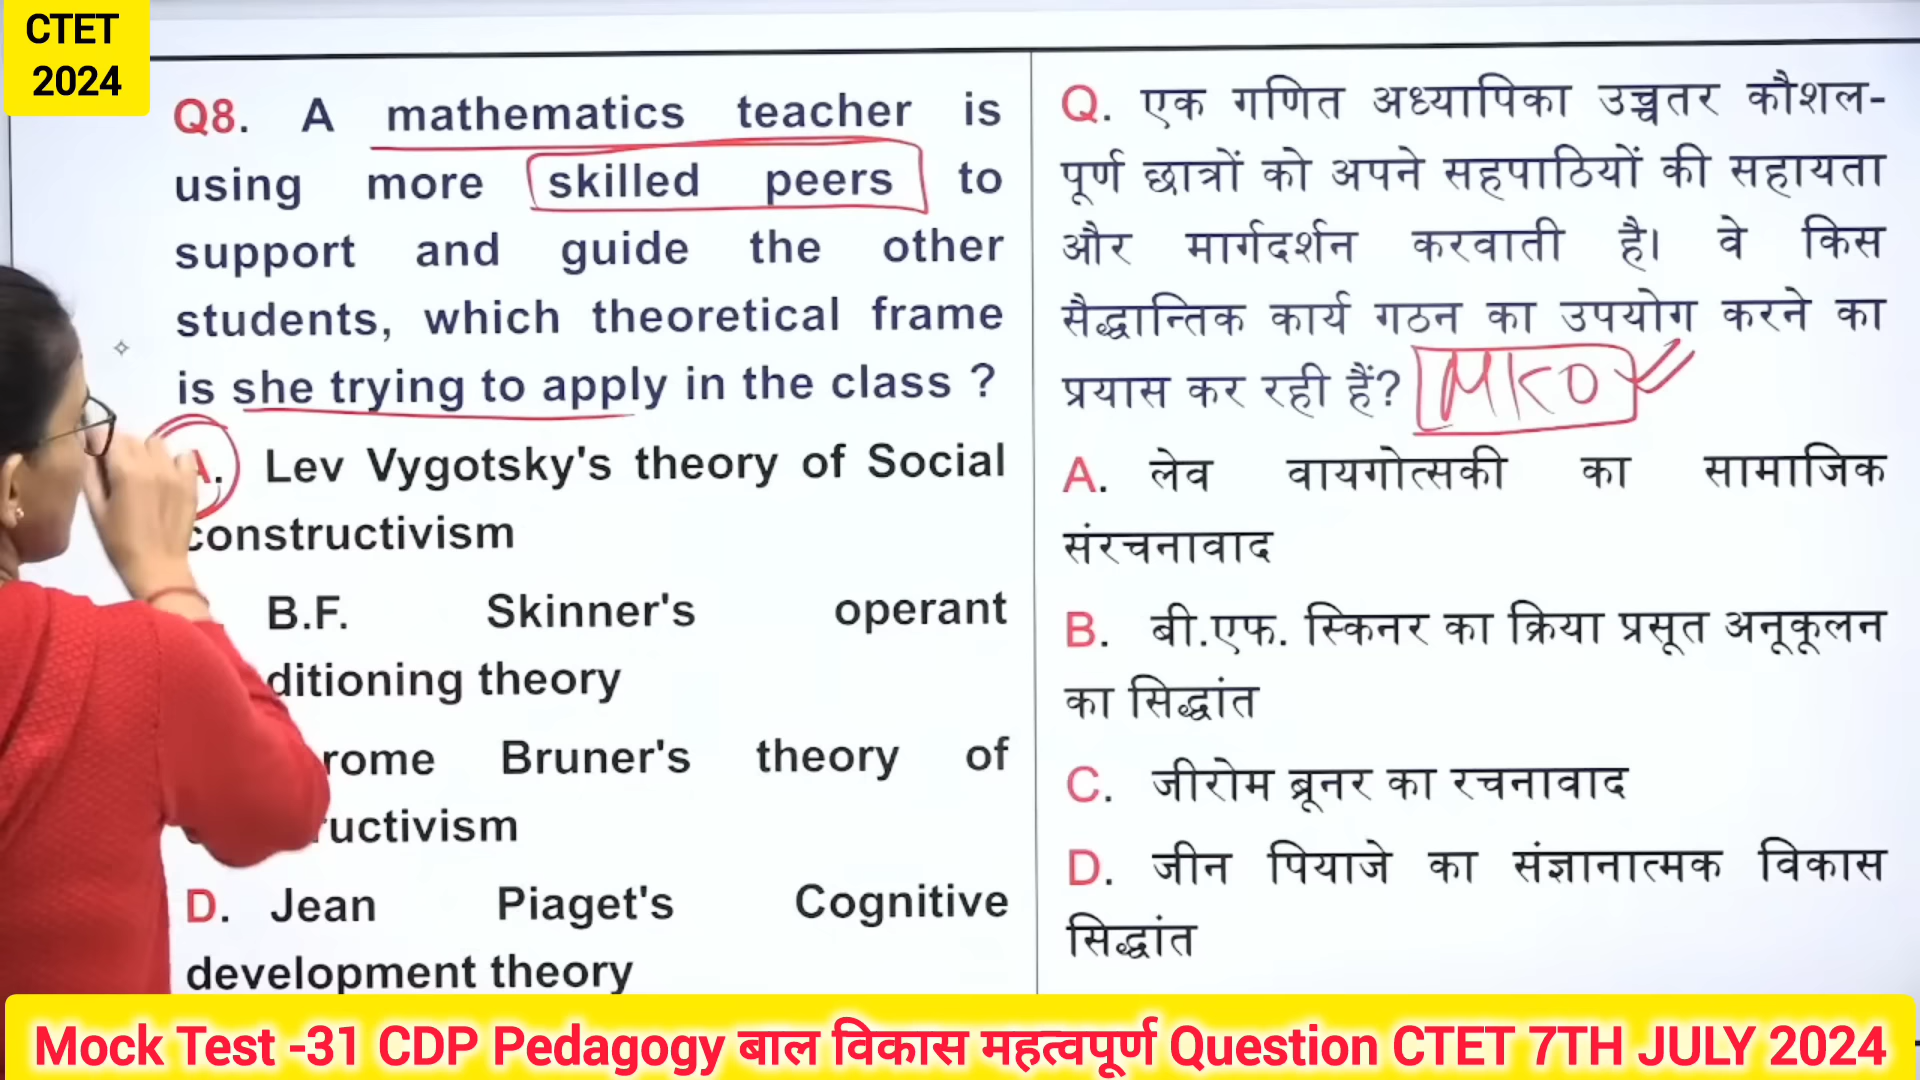 CTET
2024
Q8. A mathematics teacher is
using more skilled peers to
support and guide the other
students, which theoretical frame
is she trying to apply in the class ?
A. Lev Vygotsky's theory of Social
constructivism
B.F. Skinner's operant
ditioning theory
rome Bruner's theory of
ructivism
D. Jean Piaget's Cognitive
development theory
Q. एक गणित अध्यापिका उच्चतर कौशल-
पूर्ण छात्रों को अपने सहपाठियों की सहायता
और मार्गदर्शन करवाती है। वे किस
सैद्धान्तिक कार्य गठन का उपयोग करने का
प्रयास कर रही हैं? MKO
A. लेव वायगोत्सकी का सामाजिक
संरचनावाद
B. बी.एफ. स्किनर का क्रिया प्रसूत अनूकूलन
का सिद्धांत
C. जीरोम ब्रूनर का रचनावाद
D. जीन पियाजे का संज्ञानात्मक विकास
सिद्धांत
Mock Test -31 CDP Pedagogy बाल विकास महत्वपूर्ण Question CTET 7TH JULY 2024